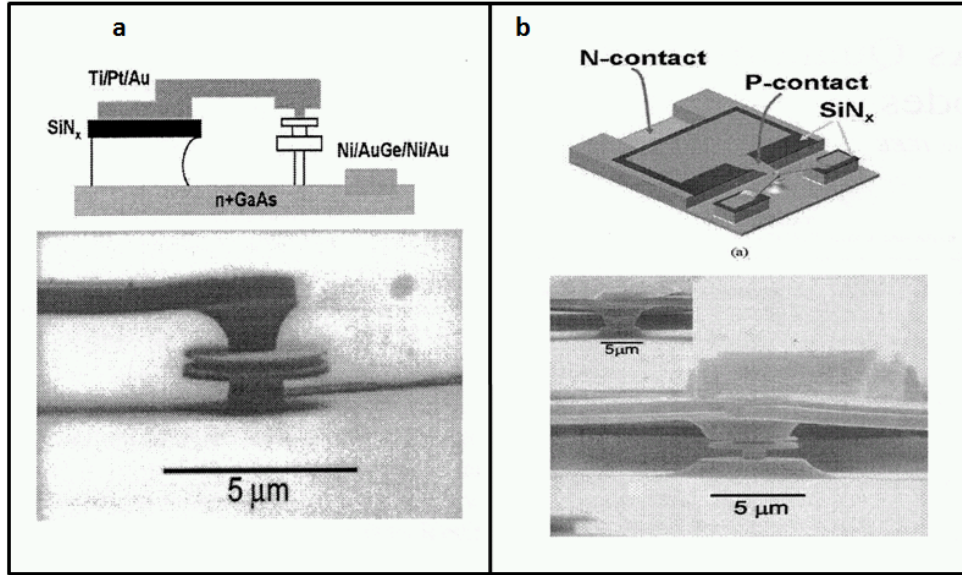 a
Ti/Pt/Au
SiNₓ
Ni/AuGe/Ni/Au
n+GaAs
5 μm
b
N-contact
P-contact
SiNₓ
(a)
5μm
5 μm